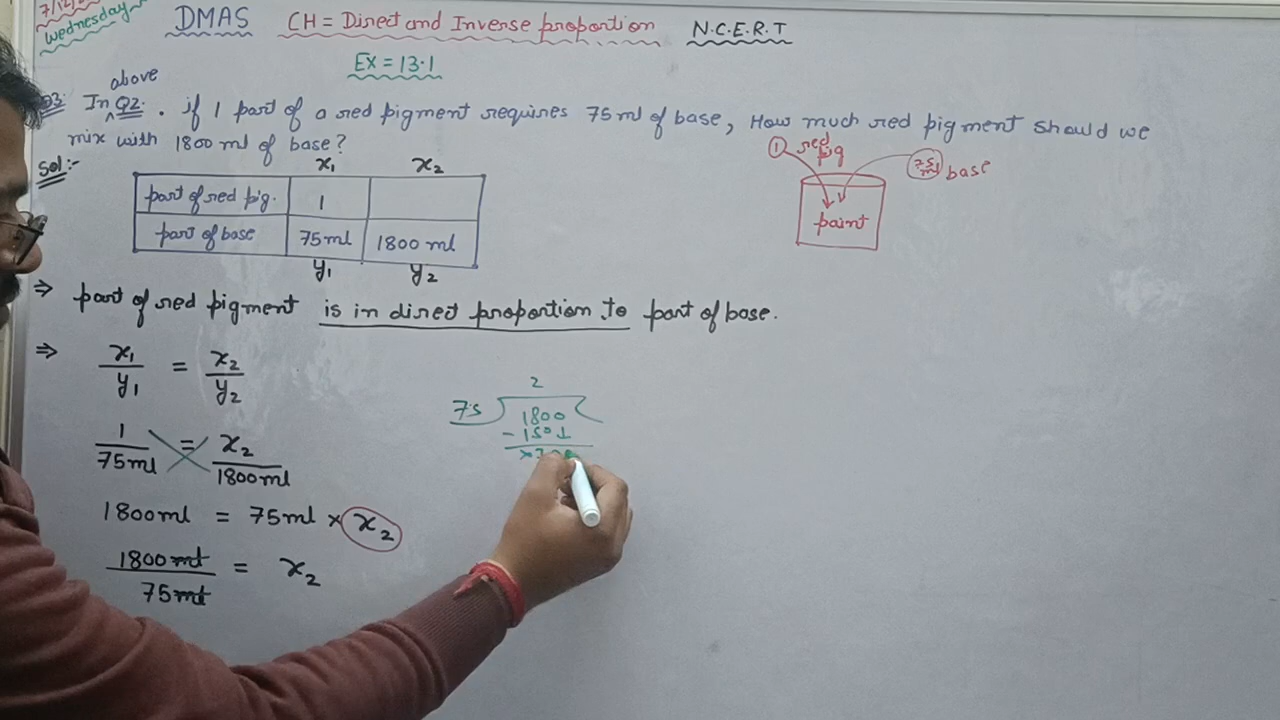 7/12/
Wednesday
DMAS CH = Direct and Inverse proportion N.C.E.R.T
EX = 13.1
above
Q3. In ^ Q2. . if 1 part of a red pigment requires 75 ml of base, How much red pigment should we
mix with 1800 ml of base?
Sol:-
x₁ x₂
part of red pig. 1
part of base 75ml 1800 ml
y₁ y₂
① red pig 75 ml base
paint
⇒ part of red pigment is in direct proportion to part of base.
⇒ x₁/y₁ = x₂/y₂
1/75ml = x₂/1800ml
1800ml = 75ml × x₂
1800ml/75ml = x₂
2
75 ) 1800 (
- 150↓